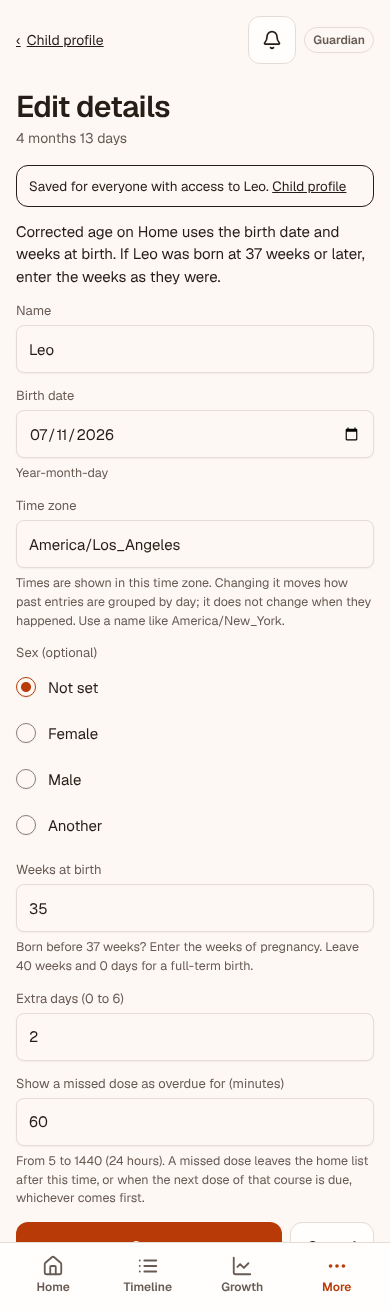 ‹ Child profile
Guardian
Edit details
4 months 13 days
Saved for everyone with access to Leo. Child profile
Corrected age on Home uses the birth date and
weeks at birth. If Leo was born at 37 weeks or later,
enter the weeks as they were.
Name
Leo
Birth date
07/11/2026
Year-month-day
Time zone
America/Los_Angeles
Times are shown in this time zone. Changing it moves how
past entries are grouped by day; it does not change when they
happened. Use a name like America/New_York.
Sex (optional)
Not set
Female
Male
Another
Weeks at birth
35
Born before 37 weeks? Enter the weeks of pregnancy. Leave
40 weeks and 0 days for a full-term birth.
Extra days (0 to 6)
2
Show a missed dose as overdue for (minutes)
60
From 5 to 1440 (24 hours). A missed dose leaves the home list
after this time, or when the next dose of that course is due,
whichever comes first.
Home
Timeline
Growth
More